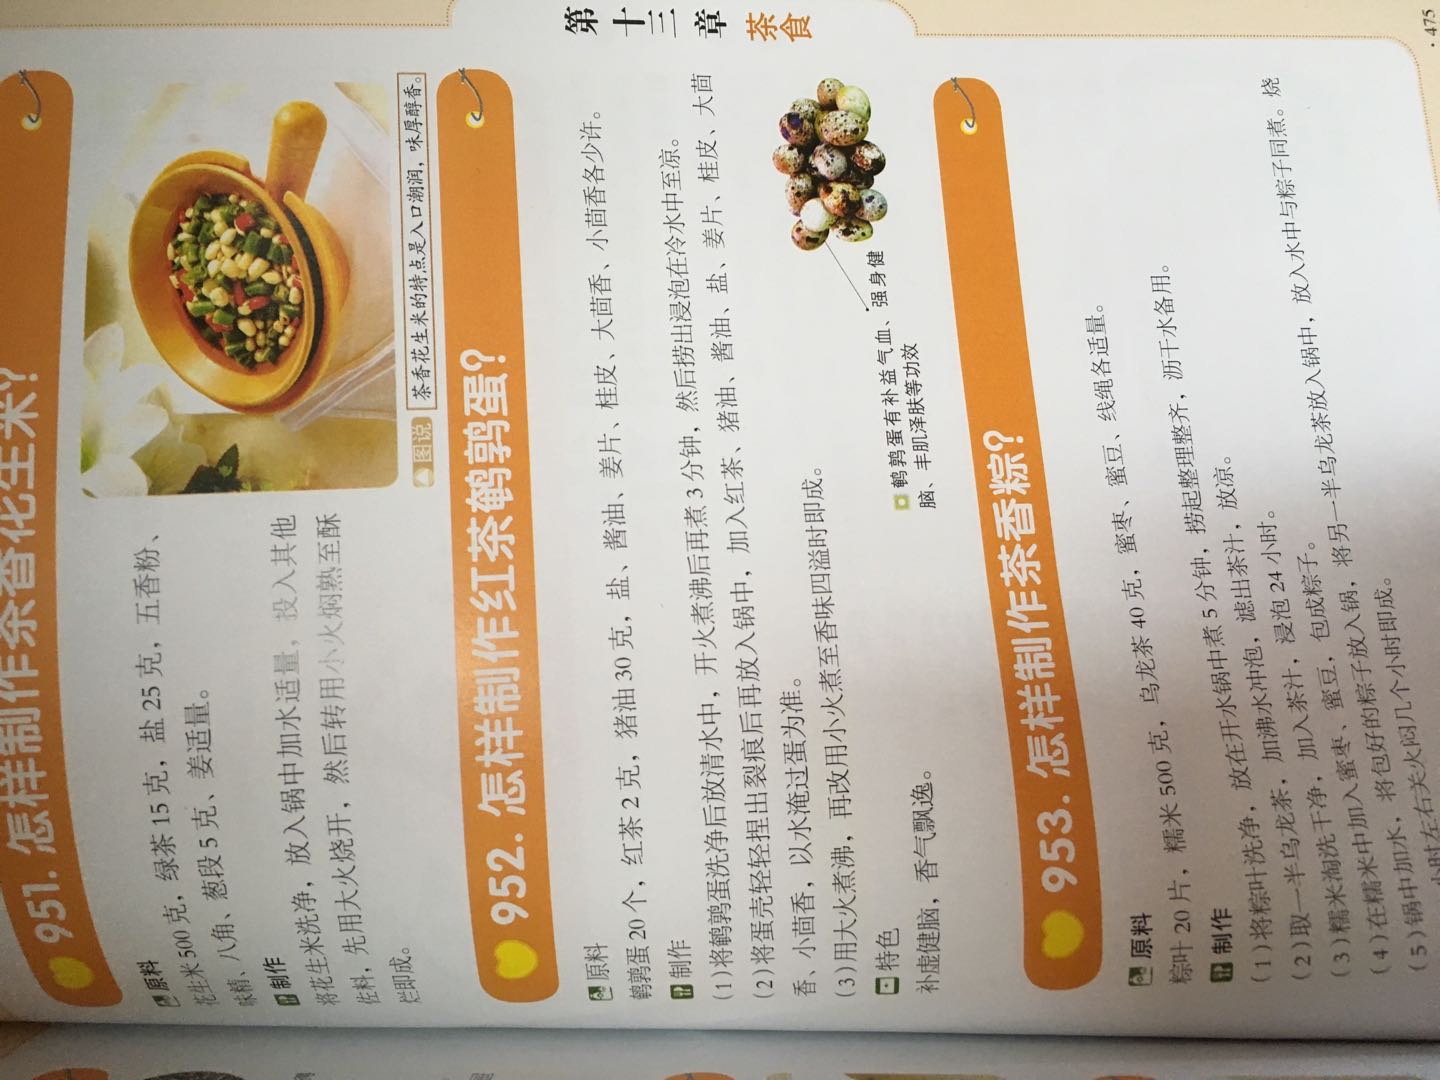 951. 怎样制作茶香花生米?
原料
花生米 500 克，绿茶 15 克，盐 25 克，五香粉、
味精、八角、葱段 5 克、姜适量。
制作
将花生米洗净，放入锅中加水适量，投入其他
佐料，先用大火烧开，然后转用小火焖熟至酥
烂即成。
图说
茶香花生米的特点是入口潮润，味厚醇香。
952. 怎样制作红茶鹌鹑蛋?
原料
鹌鹑蛋 20 个，红茶 2 克，猪油 30 克，盐、酱油、姜片、桂皮、大茴香、小茴香各少许。
制作
(1) 将鹌鹑蛋洗净后放清水中，开火煮沸后再煮 3 分钟，然后捞出浸泡在冷水中至凉。
(2) 将蛋壳轻轻捏出裂痕后再放入锅中，加入红茶、猪油、酱油、盐、姜片、桂皮、大茴
香、小茴香，以水淹过蛋为准。
(3) 用大火煮沸，再改用小火煮至香味四溢时即成。
特色
补虚健脑，香气飘逸。
鹌鹑蛋有补益气血、强身健
脑、丰肌泽肤等功效
953. 怎样制作茶香粽?
原料
粽叶 20 片，糯米 500 克，乌龙茶 40 克，蜜枣、蜜豆、线绳各适量。
制作
(1) 将粽叶洗净，放在开水锅中煮 5 分钟，捞起整理整齐，沥干水备用。
(2) 取一半乌龙茶，加沸水冲泡，滤出茶汁，放凉。
(3) 糯米淘洗干净，加入茶汁，浸泡 24 小时。
(4) 在糯米中加入蜜枣、蜜豆，包成粽子。
(5) 锅中加水，将包好的粽子放入锅，将另一半乌龙茶放入锅中，放入水中与粽子同煮。烧
小时左右关火闷几个小时即成。
第十三章
茶食
· 475